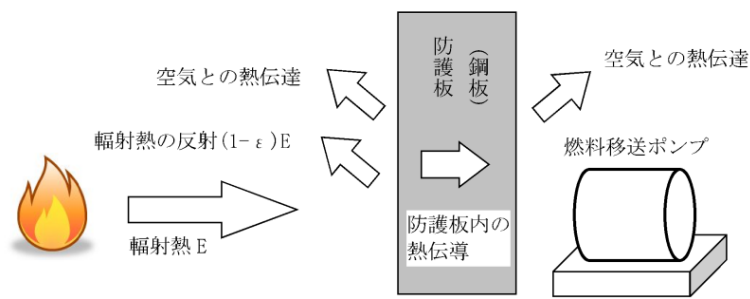 防護板
(鋼板)
空気との熱伝達
空気との熱伝達
輻射熱の反射(1-ε)E
燃料移送ポンプ
輻射熱E
防護板内の
熱伝導